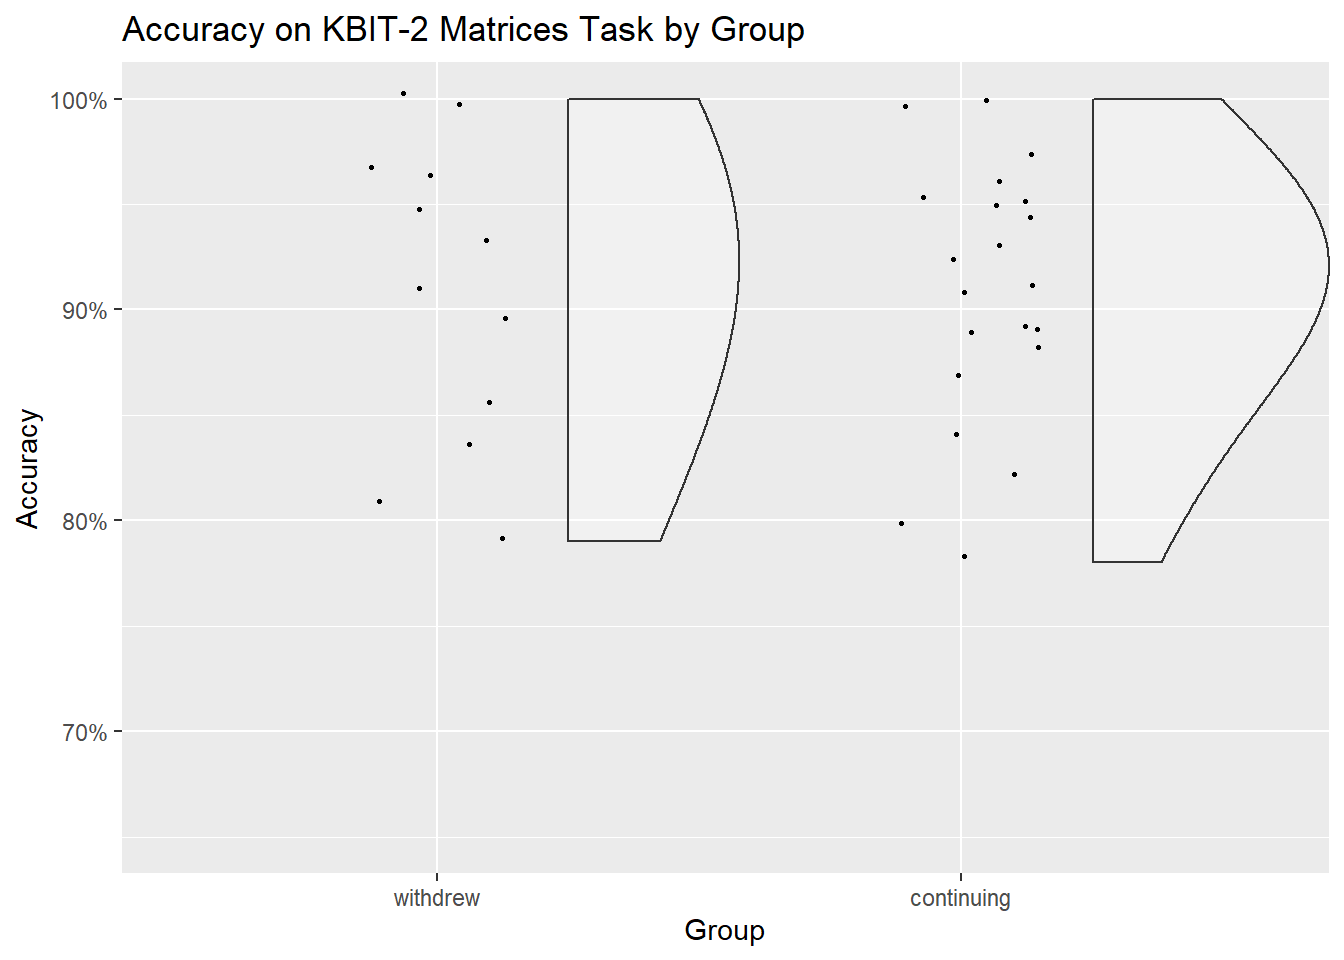 Accuracy on KBIT-2 Matrices Task by Group
100%
90%
80%
70%
Accuracy
withdrew
continuing
Group